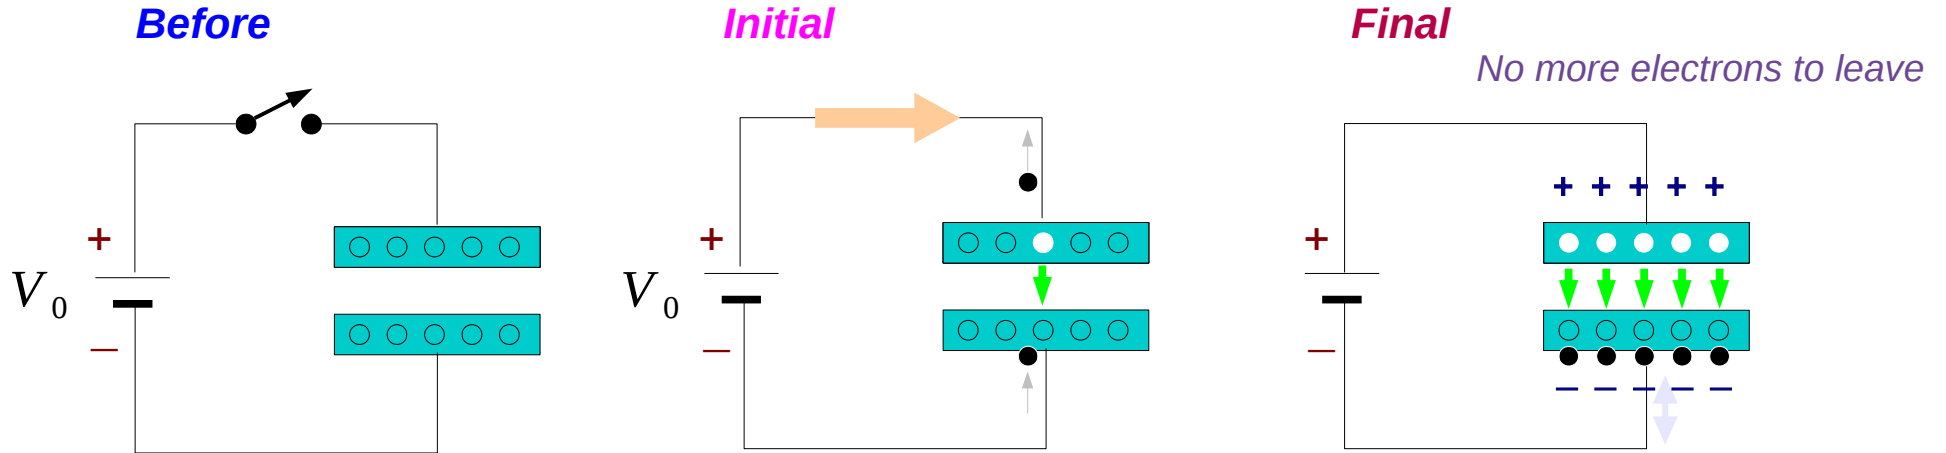 Before
Initial
Final
No more electrons to leave
+ + + + +
+
+
+
V 0
V 0
_
_
_
_ _ _ _ _